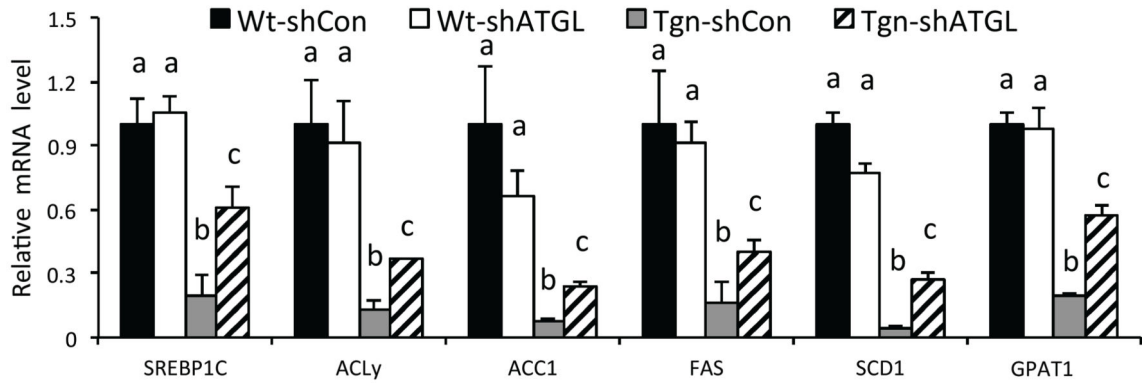 Relative mRNA level
1.5
1.2
0.9
0.6
0.3
0
Wt-shCon Wt-shATGL Tgn-shCon Tgn-shATGL
a a b c
a a b c
a a b c
a a b c
a a b c
a a b c
SREBP1C ACLy ACC1 FAS SCD1 GPAT1